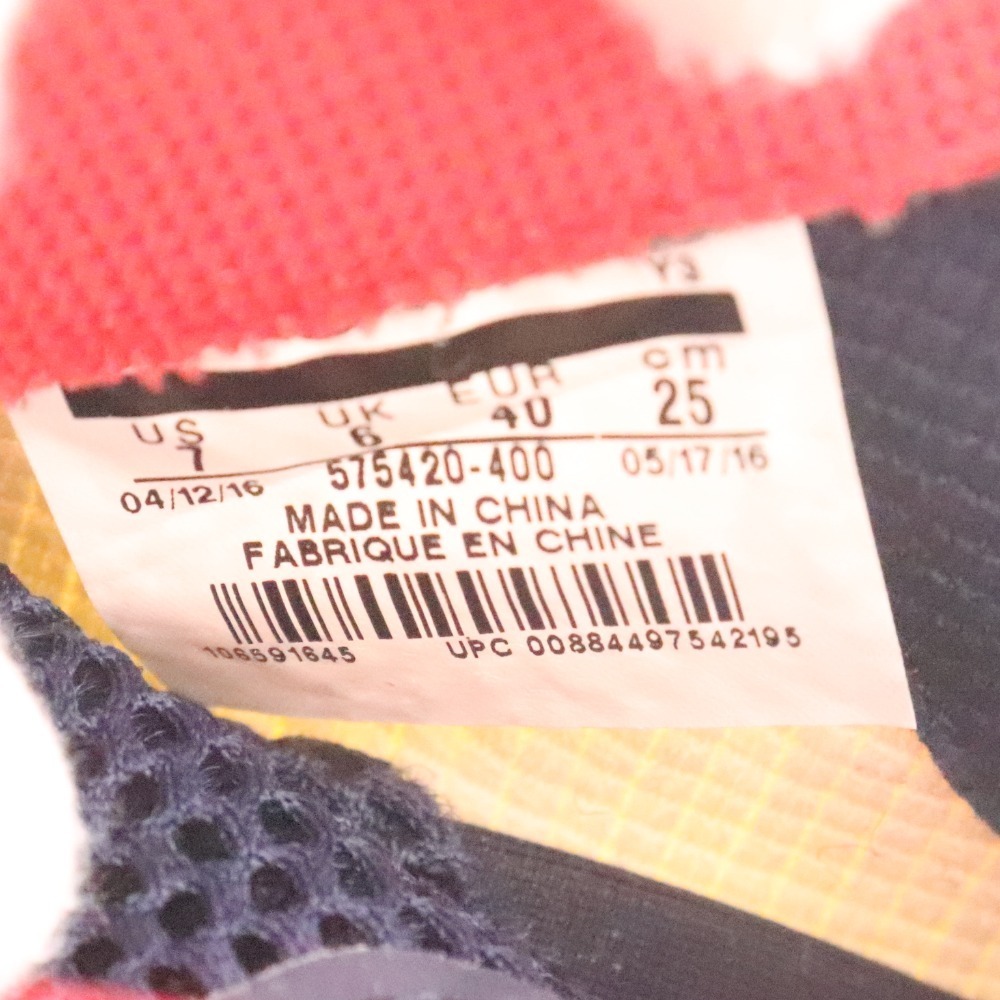 Y3
US UK EUR cm
7 6 40 25
04/12/16 575420-400 05/17/16
MADE IN CHINA
FABRIQUE EN CHINE
106591645 UPC 00884497542195